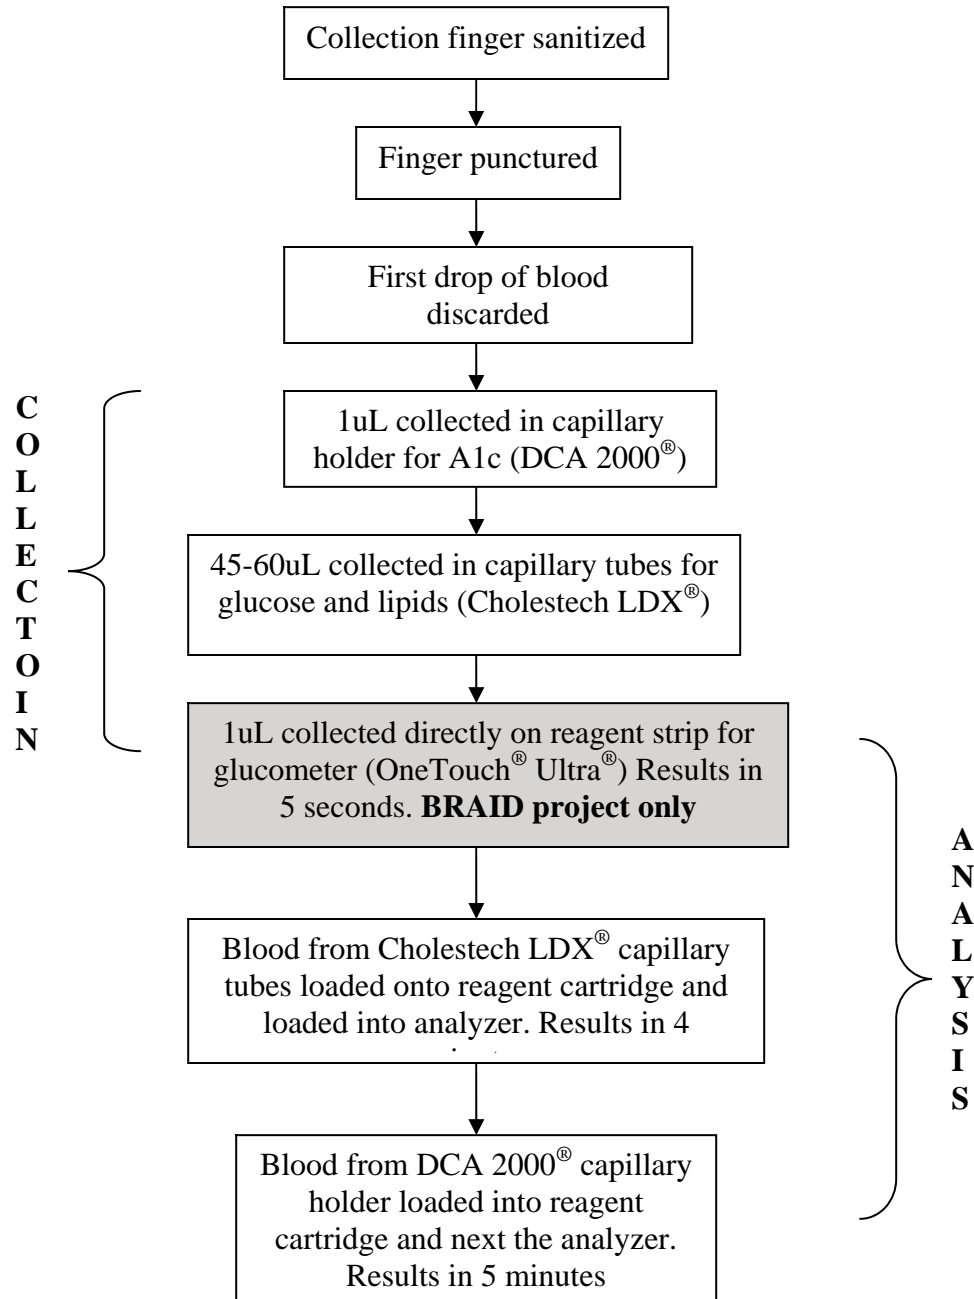 Collection finger sanitized
Finger punctured
First drop of blood
discarded
COLLECTOIN
1uL collected in capillary
holder for A1c (DCA 2000®)
45-60uL collected in capillary tubes for
glucose and lipids (Cholestech LDX®)
1uL collected directly on reagent strip for
glucometer (OneTouch® Ultra®) Results in
5 seconds. BRAID project only
ANALYSIS
Blood from Cholestech LDX® capillary
tubes loaded onto reagent cartridge and
loaded into analyzer. Results in 4
Blood from DCA 2000® capillary
holder loaded into reagent
cartridge and next the analyzer.
Results in 5 minutes